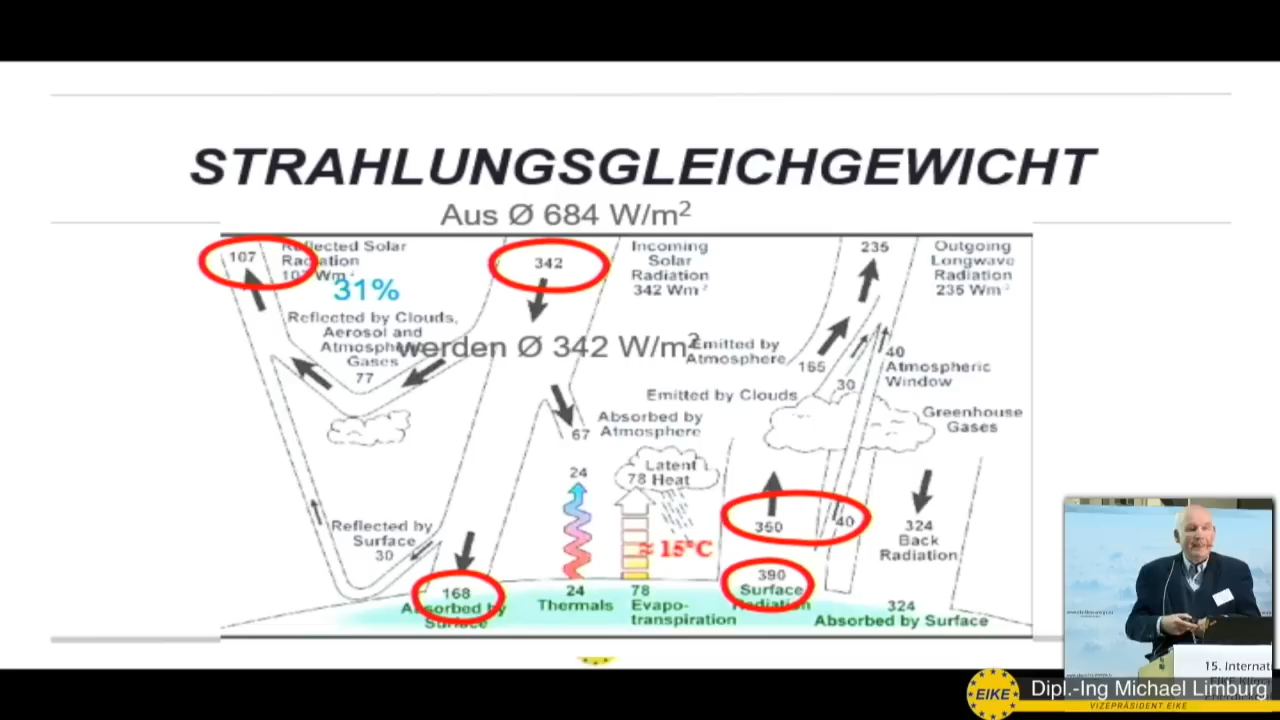 STRAHLUNGSGLEICHGEWICHT
Aus Ø 684 W/m²
107
Reflected Solar
Radiation
107 Wm⁻²
31%
342
Incoming
Solar
Radiation
342 Wm⁻²
235
Outgoing
Longwave
Radiation
235 Wm⁻²
Reflected by Clouds,
Aerosol and
Atmospheric
Gases
77
werden Ø 342 W/m²
Emitted by
Atmosphere
165
30
40
Atmospheric
Window
Emitted by Clouds
Greenhouse
Gases
Absorbed by
Atmosphere
67
24
Latent
78 Heat
≈ 15°C
350
40
324
Back
Radiation
Reflected by
Surface
30
168
Absorbed by
Surface
24
Thermals
78
Evapo-
transpiration
390
Surface
Radiation
324
Absorbed by Surface
15. Internat
EIKE
Dipl.-Ing Michael Limburg
VIZEPRÄSIDENT EIKE